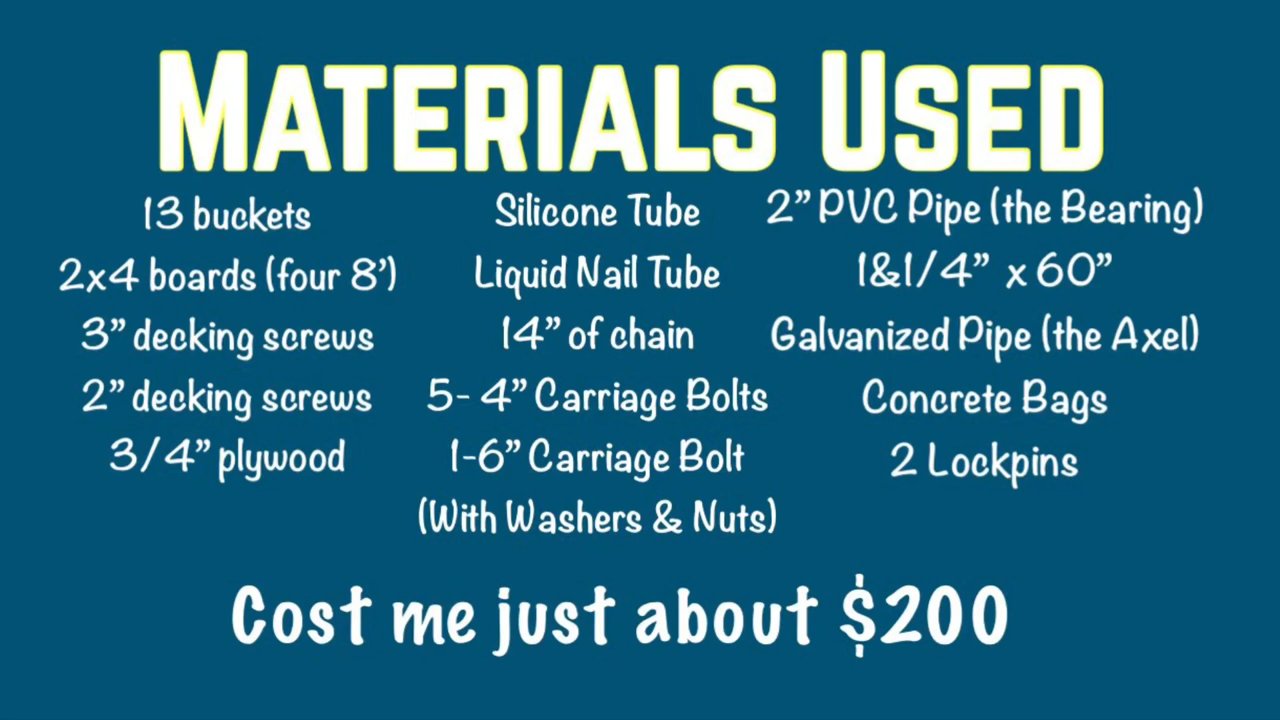 MATERIALS USED
13 buckets
2x4 boards (four 8')
3" decking screws
2" decking screws
3/4" plywood
Silicone Tube
Liquid Nail Tube
14" of chain
5- 4" Carriage Bolts
1-6" Carriage Bolt
(With Washers & Nuts)
2" PVC Pipe (the Bearing)
1&1/4" x 60"
Galvanized Pipe (the Axel)
Concrete Bags
2 Lockpins
Cost me just about $200